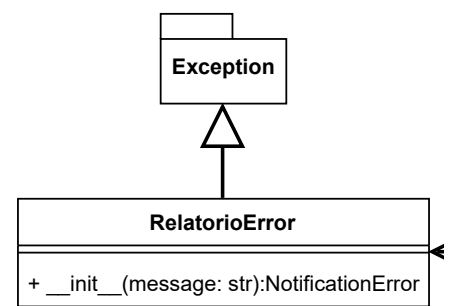 Exception
RelatorioError
+ __init__(message: str):NotificationError